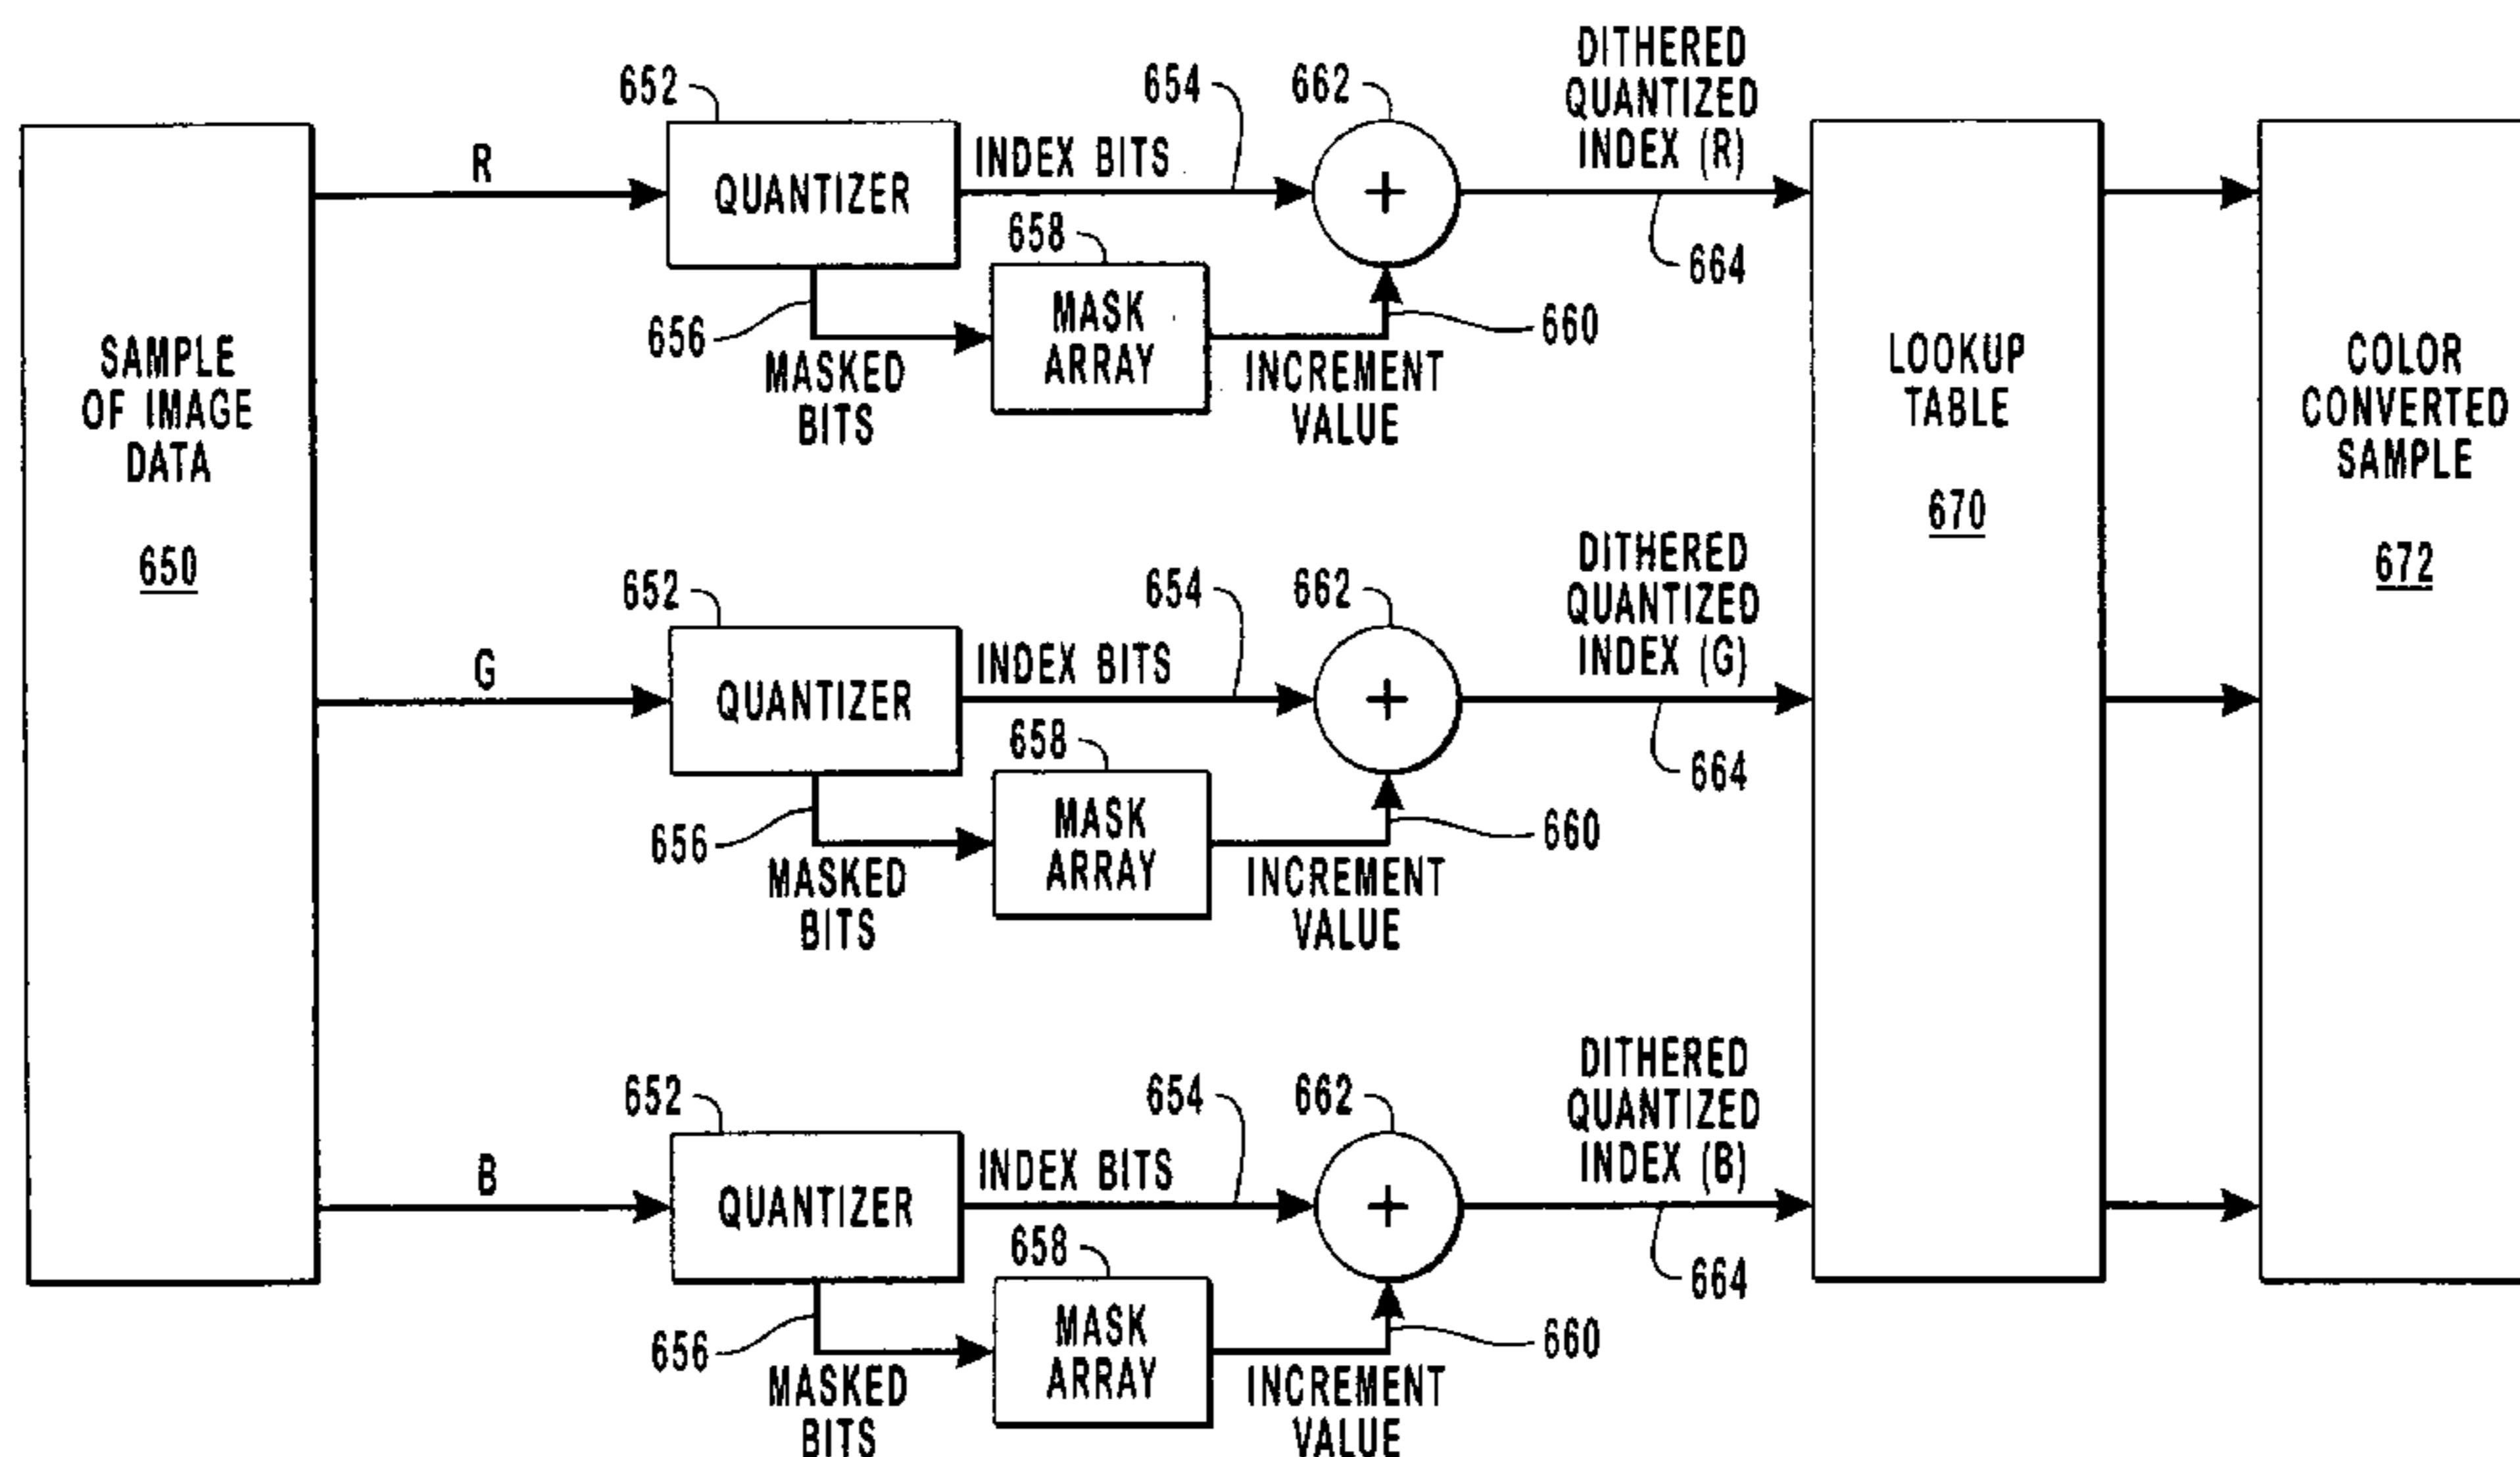 SAMPLE
OF IMAGE
DATA
650
R
652
QUANTIZER
INDEX BITS
654
656
MASKED
BITS
658
MASK
ARRAY
INCREMENT
VALUE
660
662
+
DITHERED
QUANTIZED
INDEX (R)
664
G
652
QUANTIZER
INDEX BITS
654
656
MASKED
BITS
658
MASK
ARRAY
INCREMENT
VALUE
660
662
+
DITHERED
QUANTIZED
INDEX (G)
664
B
652
QUANTIZER
INDEX BITS
654
656
MASKED
BITS
658
MASK
ARRAY
INCREMENT
VALUE
660
662
+
DITHERED
QUANTIZED
INDEX (B)
664
LOOKUP
TABLE
670
COLOR
CONVERTED
SAMPLE
672